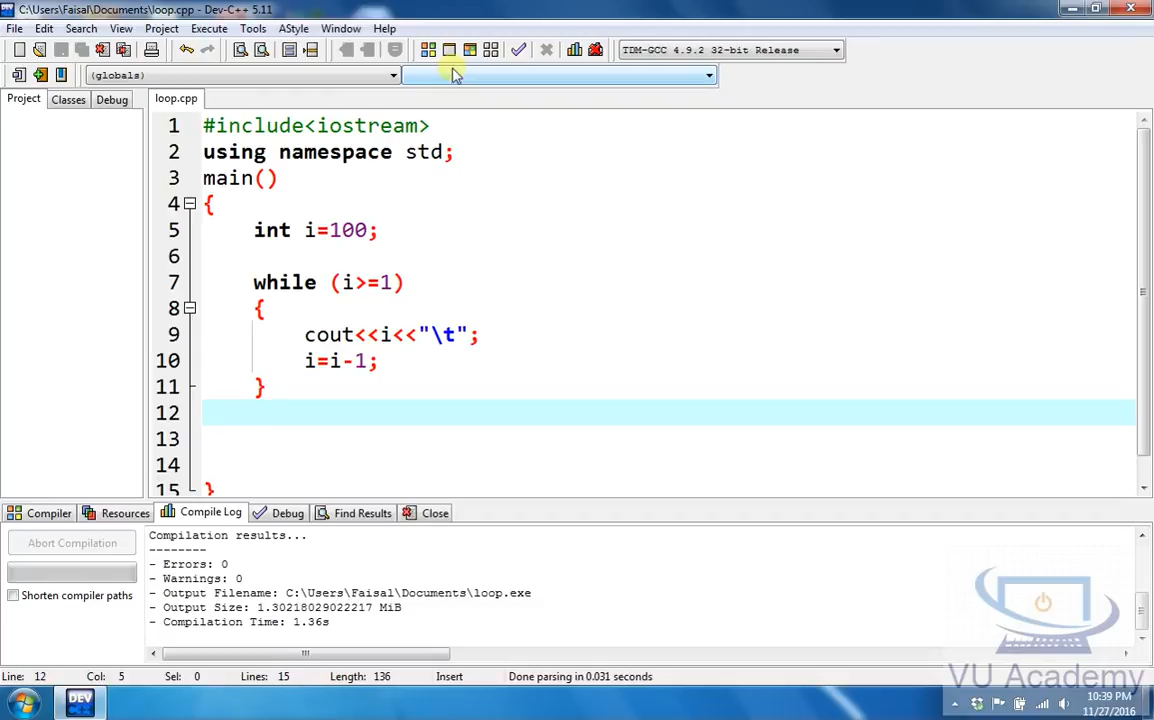 C:\Users\Faisal\Documents\loop.cpp - Dev-C++ 5.11
File Edit Search View Project Execute Tools AStyle Window Help
TDM-GCC 4.9.2 32-bit Release
(globals)
Project Classes Debug
loop.cpp
1 #include<iostream>
2 using namespace std;
3 main()
4 {
5 int i=100;
6
7 while (i>=1)
8 {
9 cout<<i<<"\t";
10 i=i-1;
11 }
12
13
14
15 }
Compiler Resources Compile Log Debug Find Results Close
Abort Compilation
Shorten compiler paths
Compilation results...
--------
- Errors: 0
- Warnings: 0
- Output Filename: C:\Users\Faisal\Documents\loop.exe
- Output Size: 1.30218029022217 MiB
- Compilation Time: 1.36s
Line: 12 Col: 5 Sel: 0 Lines: 15 Length: 136 Insert Done parsing in 0.031 seconds
VU Academy
DEV
10:39 PM
11/27/2016